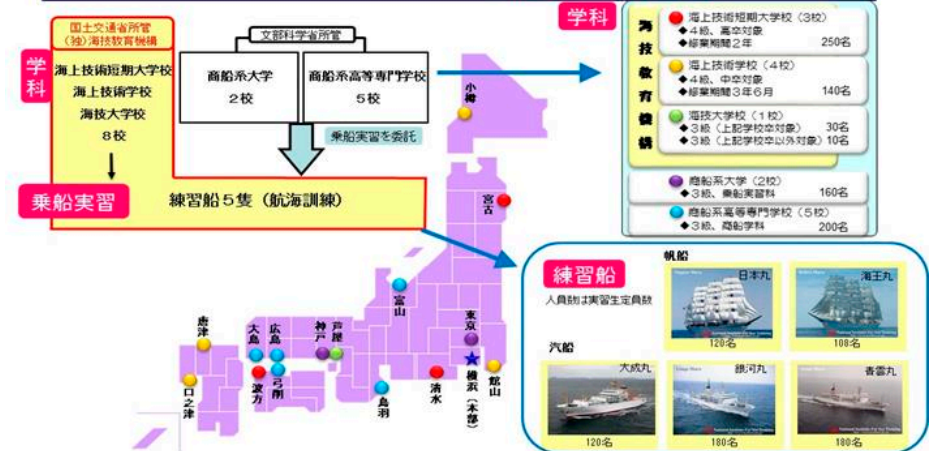 国土交通省所管
(独)海技教育機構
学科
海上技術短期大学校
海上技術学校
海技大学校
8校
乗船実習
文部科学省所管
商船系大学
2校
商船系高等専門学校
5校
乗船実習を委託
練習船5隻(航海訓練)
学科
海技教育機構
海上技術短期大学校(3校)
◆4級、高卒対象
◆修業期間2年 250名
海上技術学校(4校)
◆4級、中卒対象
◆修業期間3年6月 140名
海技大学校(1校)
◆3級(上記学校卒対象) 30名
◆3級(上記学校卒以外対象)10名
商船系大学(2校)
◆3級、乗船実習科 160名
商船系高等専門学校(5校)
◆3級、商船学科 200名
小樽
宮古
富山
東京
横浜(本部)
館山
清水
鳥羽
芦屋
神戸
広島
大島
弓削
波方
唐津
口之津
練習船
人員数は実習生定員数
帆船
日本丸
120名
海王丸
108名
汽船
大成丸
120名
銀河丸
180名
青雲丸
180名